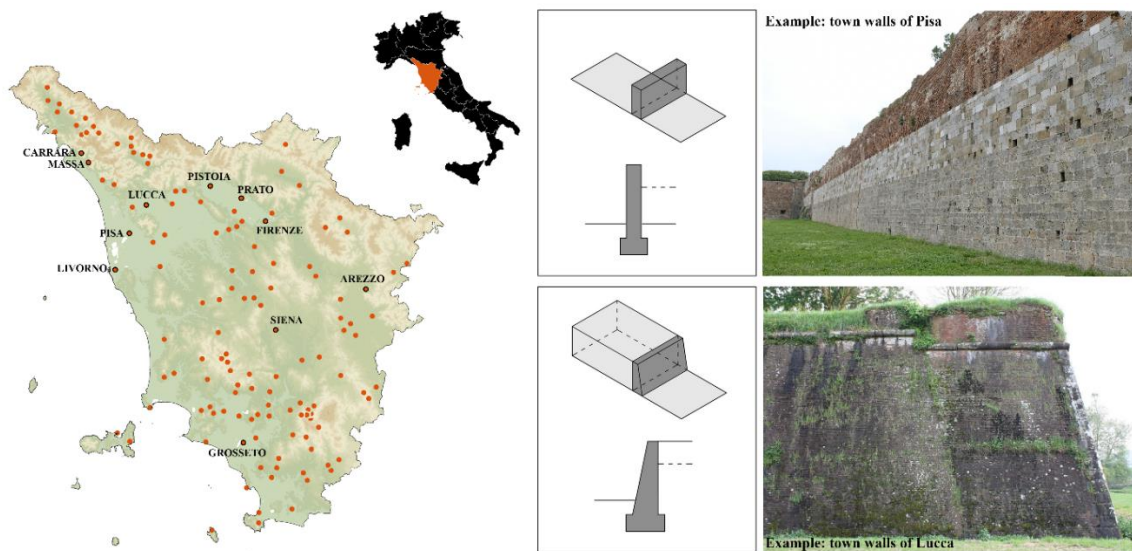 CARRARA
MASSA
PISTOIA
PRATO
LUCCA
FIRENZE
PISA
LIVORNO
AREZZO
SIENA
GROSSETO
Example: town walls of Pisa
Example: town walls of Lucca